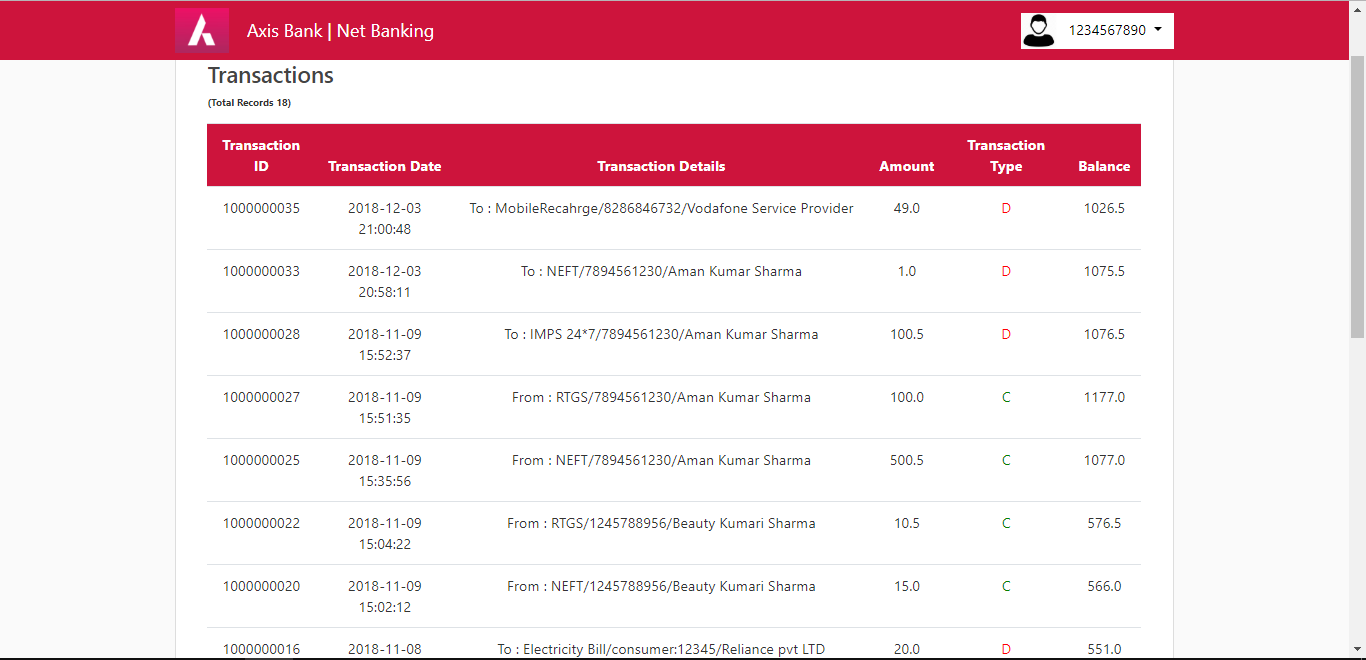 Axis Bank | Net Banking
1234567890
Transactions
(Total Records 18)
Transaction ID Transaction Date Transaction Details Amount Transaction Type Balance
1000000035 2018-12-03 To : MobileRecahrge/8286846732/Vodafone Service Provider 49.0 D 1026.5
21:00:48
1000000033 2018-12-03 To : NEFT/7894561230/Aman Kumar Sharma 1.0 D 1075.5
20:58:11
1000000028 2018-11-09 To : IMPS 24*7/7894561230/Aman Kumar Sharma 100.5 D 1076.5
15:52:37
1000000027 2018-11-09 From : RTGS/7894561230/Aman Kumar Sharma 100.0 C 1177.0
15:51:35
1000000025 2018-11-09 From : NEFT/7894561230/Aman Kumar Sharma 500.5 C 1077.0
15:35:56
1000000022 2018-11-09 From : RTGS/1245788956/Beauty Kumari Sharma 10.5 C 576.5
15:04:22
1000000020 2018-11-09 From : NEFT/1245788956/Beauty Kumari Sharma 15.0 C 566.0
15:02:12
1000000016 2018-11-08 To : Electricity Bill/consumer:12345/Reliance pvt LTD 20.0 D 551.0